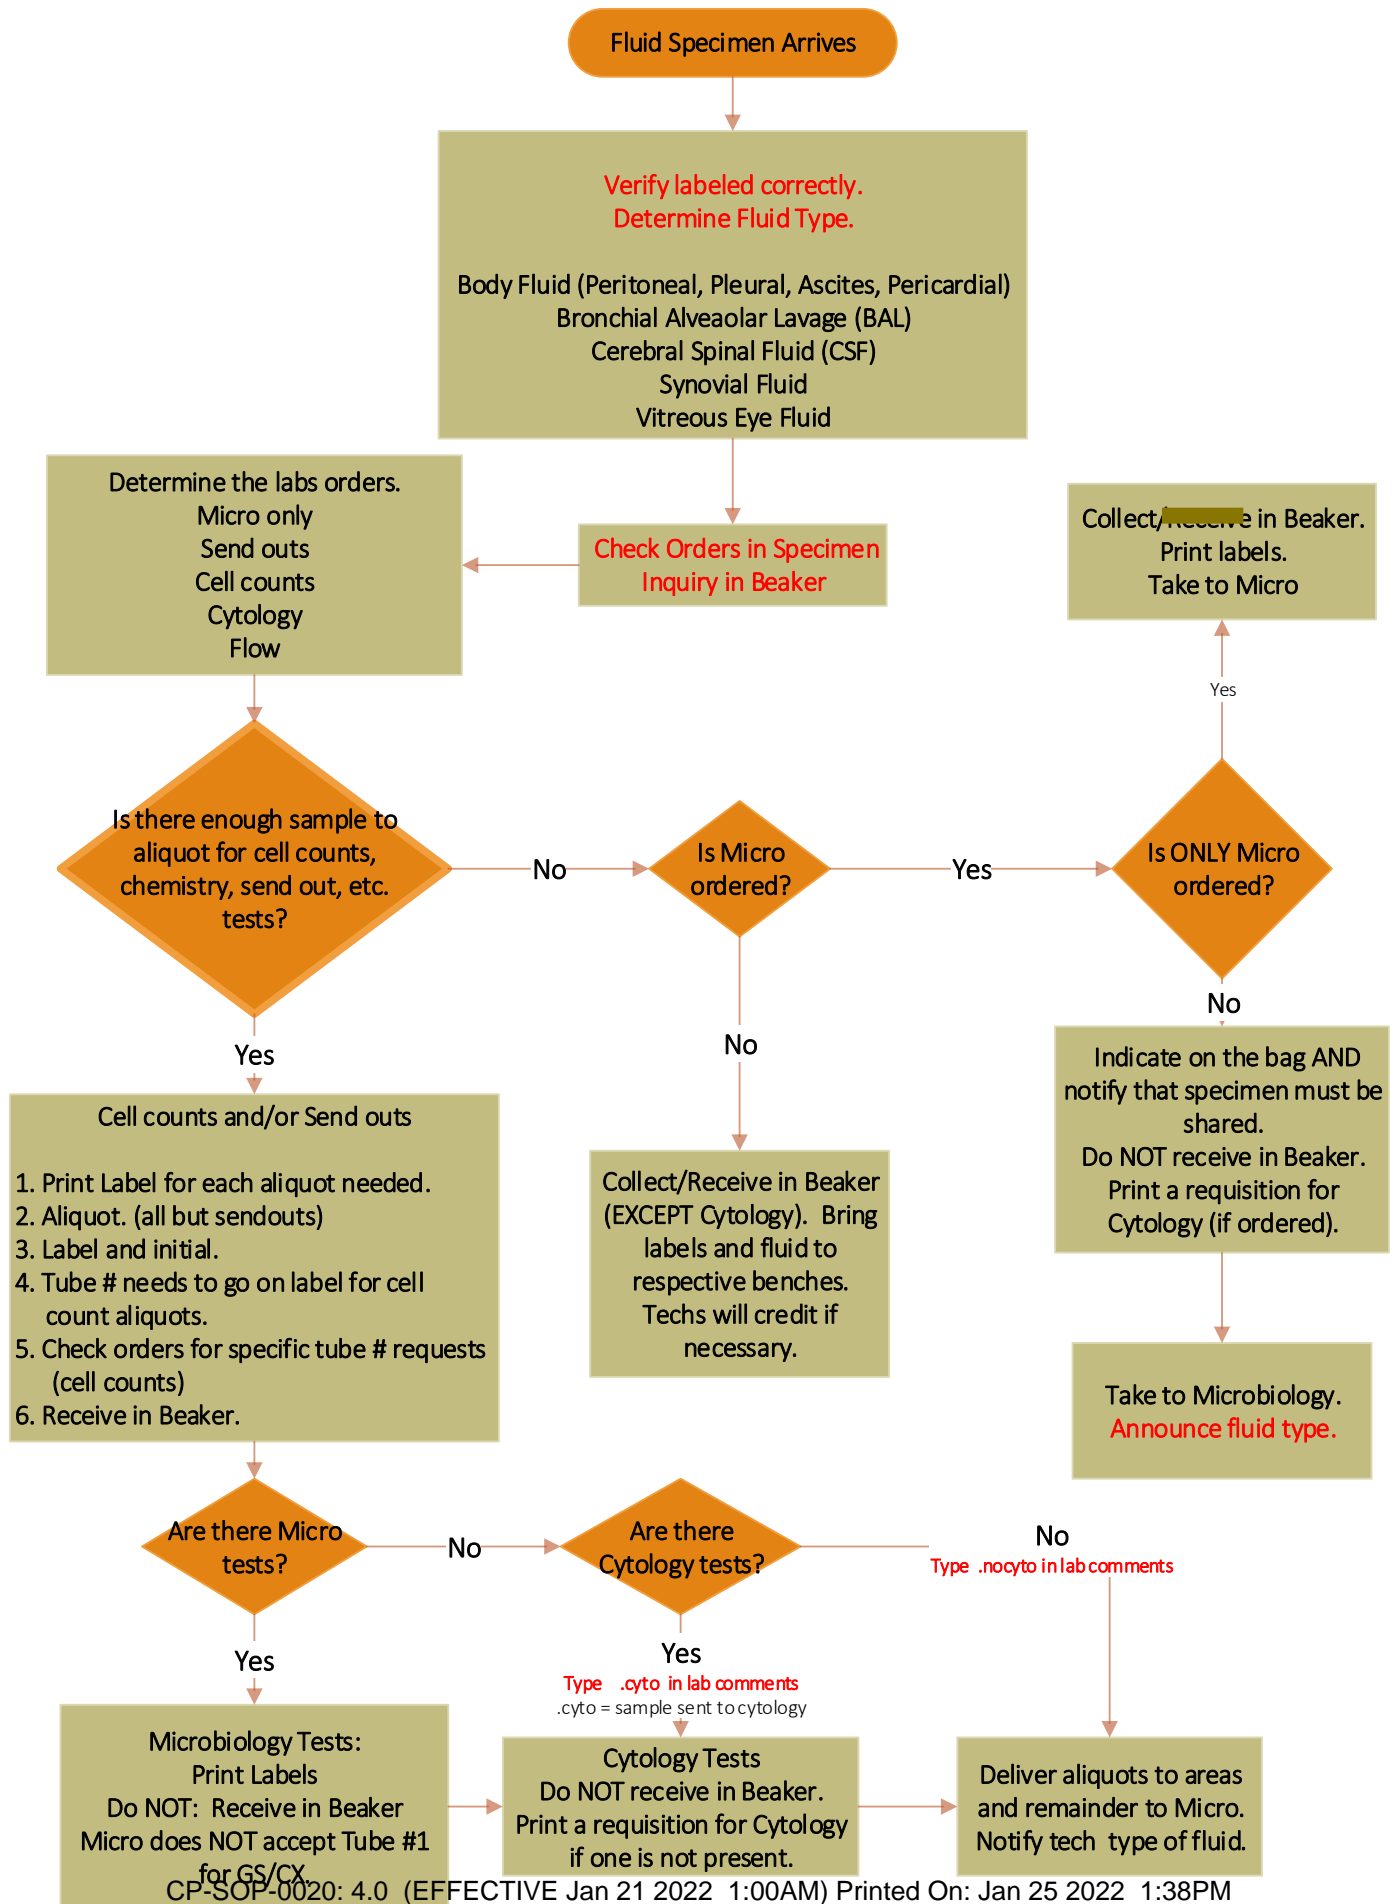 Fluid Specimen Arrives
Verify labeled correctly.
Determine Fluid Type.
Body Fluid (Peritoneal, Pleural, Ascites, Pericardial)
Bronchial Alveaolar Lavage (BAL)
Cerebral Spinal Fluid (CSF)
Synovial Fluid
Vitreous Eye Fluid
Check Orders in Specimen
Inquiry in Beaker
Determine the labs orders.
Micro only
Send outs
Cell counts
Cytology
Flow
Collect/ in Beaker.
Print labels.
Take to Micro
Yes
Is there enough sample to
aliquot for cell counts,
chemistry, send out, etc.
tests?
No
Is Micro
ordered?
Yes
Is ONLY Micro
ordered?
No
No
Yes
Indicate on the bag AND
notify that specimen must be
shared.
Do NOT receive in Beaker.
Print a requisition for
Cytology (if ordered).
Cell counts and/or Send outs
1. Print Label for each aliquot needed.
2. Aliquot. (all but sendouts)
3. Label and initial.
4. Tube # needs to go on label for cell
count aliquots.
5. Check orders for specific tube # requests
(cell counts)
6. Receive in Beaker.
Collect/Receive in Beaker
(EXCEPT Cytology). Bring
labels and fluid to
respective benches.
Techs will credit if
necessary.
Take to Microbiology.
Announce fluid type.
Are there Micro
tests?
No
Are there
Cytology tests?
No
Type .nocyto in lab comments
Yes
Yes
Type .cyto in lab comments
.cyto = sample sent to cytology
Microbiology Tests:
Print Labels
Do NOT: Receive in Beaker
Micro does NOT accept Tube #1
for GS/CX.
Cytology Tests
Do NOT receive in Beaker.
Print a requisition for Cytology
if one is not present.
Deliver aliquots to areas
and remainder to Micro.
Notify tech type of fluid.
CP-SOP-0020: 4.0 (EFFECTIVE Jan 21 2022 1:00AM) Printed On: Jan 25 2022 1:38PM